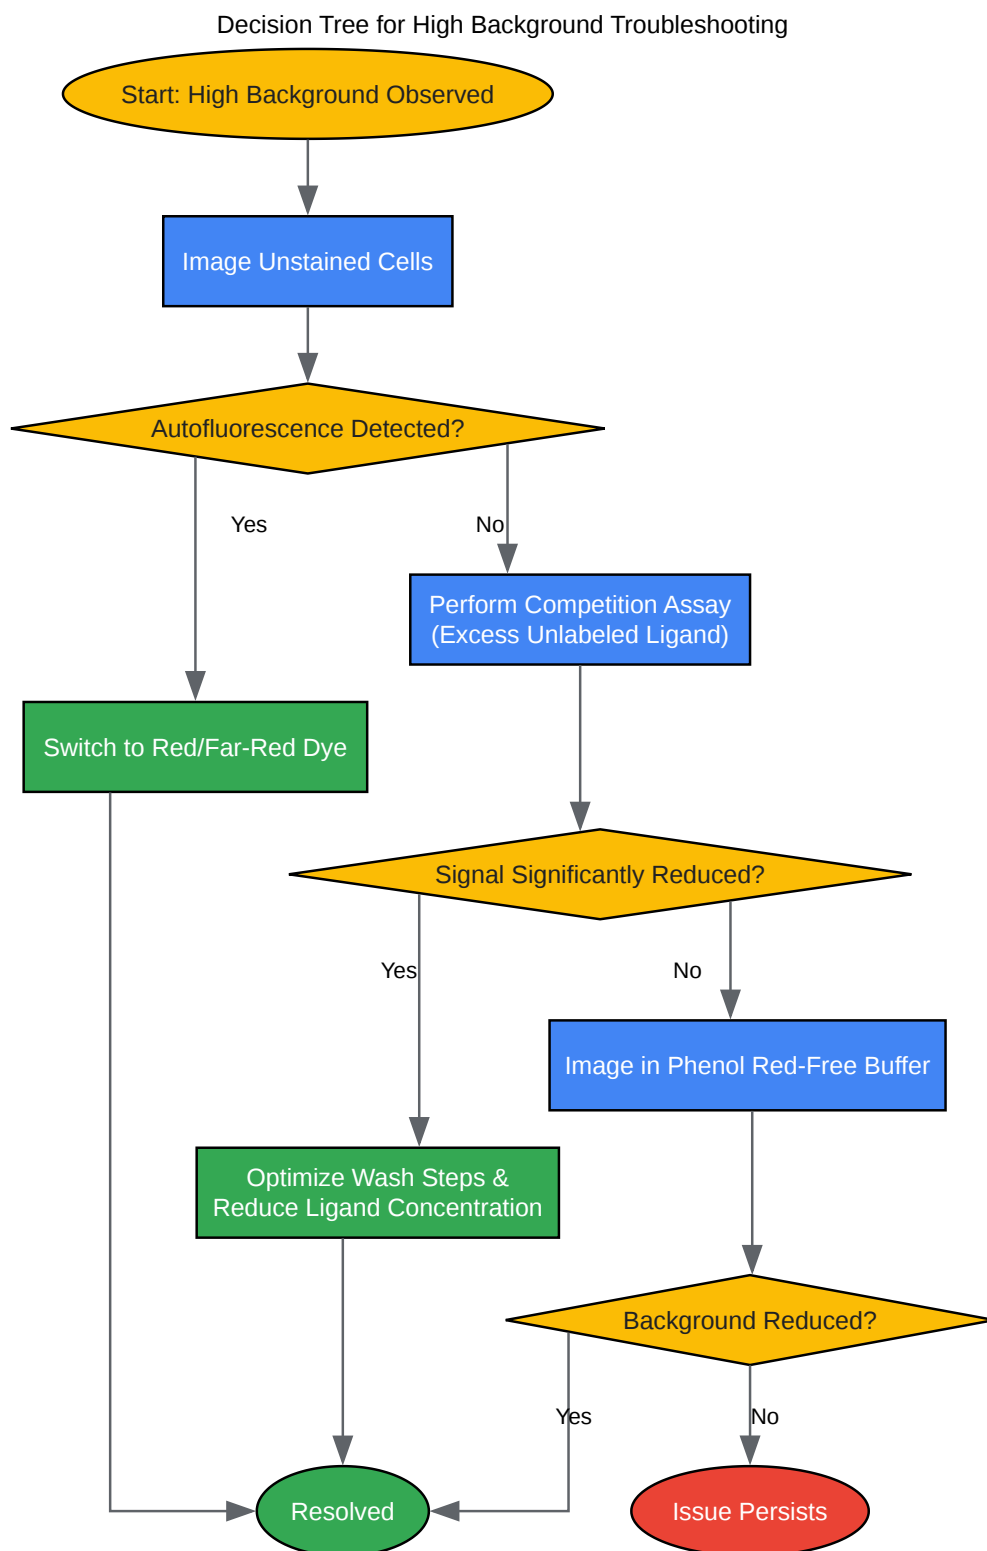 Decision Tree for High Background Troubleshooting
Start: High Background Observed
Image Unstained Cells
Autofluorescence Detected?
Yes
No
Perform Competition Assay
(Excess Unlabeled Ligand)
Switch to Red/Far-Red Dye
Signal Significantly Reduced?
Yes
No
Image in Phenol Red-Free Buffer
Optimize Wash Steps &
Reduce Ligand Concentration
Background Reduced?
Yes
No
Resolved
Issue Persists